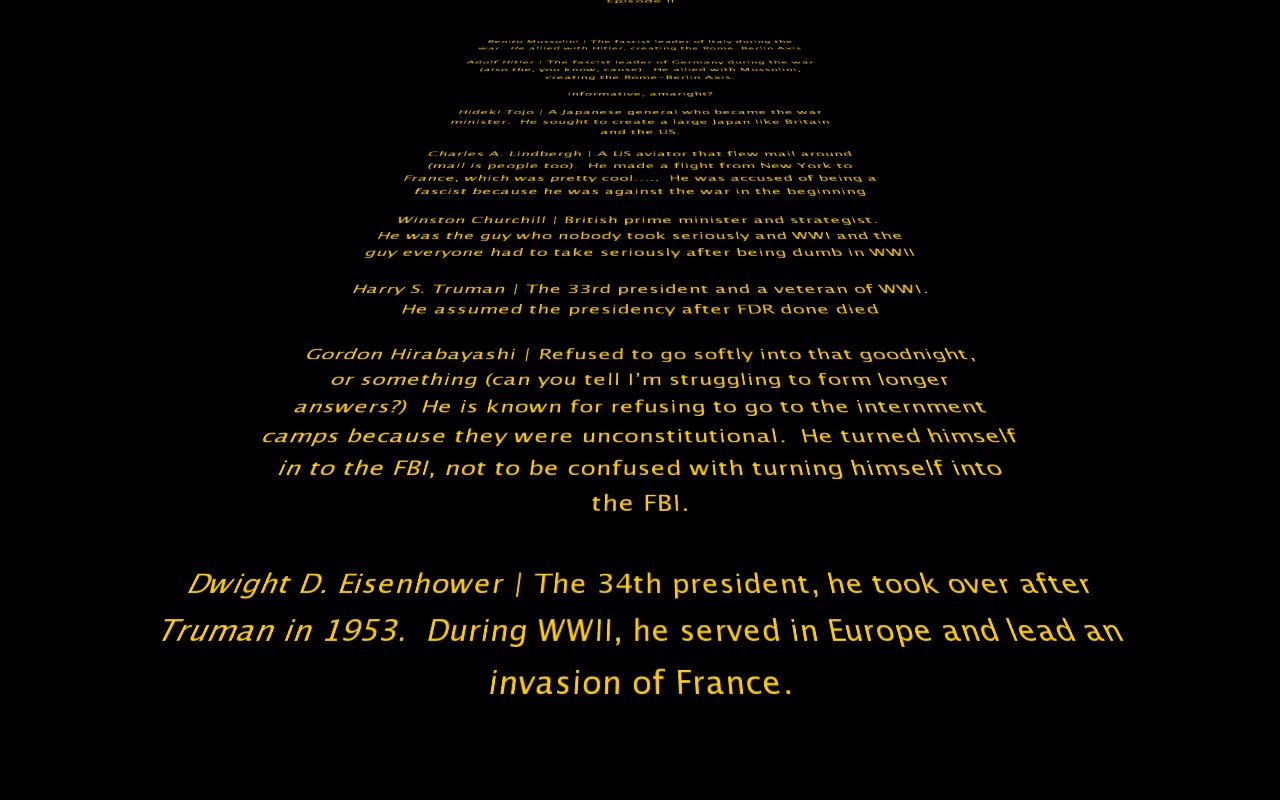 Episode II
Benito Mussolini | The fascist leader of Italy during the
war. He allied with Hitler, creating the Rome-Berlin Axis
Adolf Hitler | The fascist leader of Germany during the war
(also the, you know, cause). He allied with Mussolini,
creating the Rome-Berlin Axis.
informative, amaright?
Hideki Tojo | A Japanese general who became the war
minister. He sought to create a large Japan like Britain
and the US.
Charles A. Lindbergh | A US aviator that flew mail around
(mail is people too). He made a flight from New York to
France, which was pretty cool..... He was accused of being a
fascist because he was against the war in the beginning
Winston Churchill | British prime minister and strategist.
He was the guy who nobody took seriously and WWI and the
guy everyone had to take seriously after being dumb in WWII
Harry S. Truman | The 33rd president and a veteran of WWI.
He assumed the presidency after FDR done died
Gordon Hirabayashi | Refused to go softly into that goodnight,
or something (can you tell I'm struggling to form longer
answers?) He is known for refusing to go to the internment
camps because they were unconstitutional. He turned himself
in to the FBI, not to be confused with turning himself into
the FBI.
Dwight D. Eisenhower | The 34th president, he took over after
Truman in 1953. During WWII, he served in Europe and lead an
invasion of France.